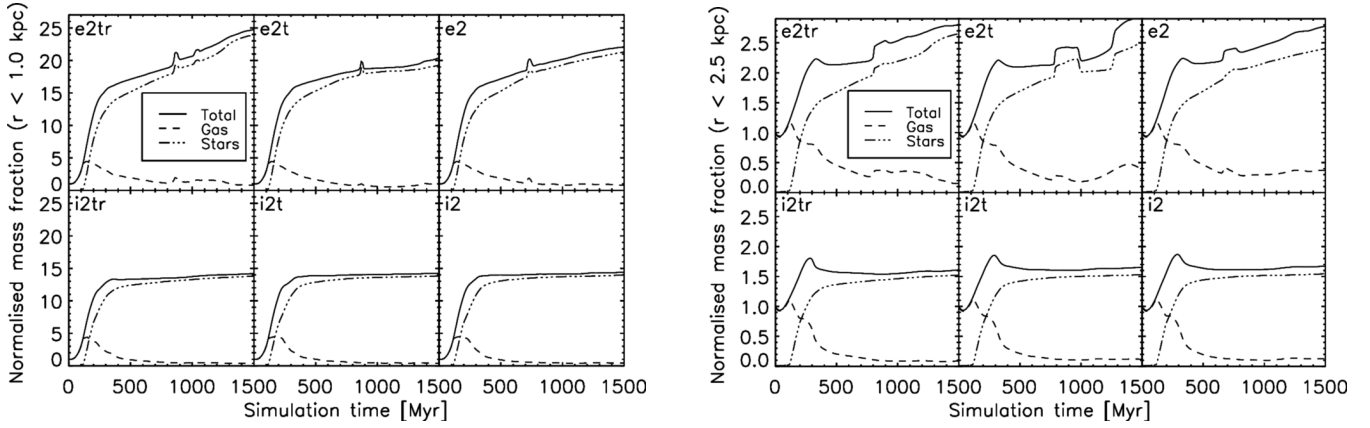 Normalised mass fraction (r < 1.0 kpc)
25
20
15
10
5
0
20
15
10
5
0
e2tr
e2t
e2
Total
Gas
Stars
i2tr
i2t
i2
0 500 1000 1500 500 1000 1500 500 1000 1500
Simulation time [Myr]
Normalised mass fraction (r < 2.5 kpc)
2.5
2.0
1.5
1.0
0.5
0.0
2.5
2.0
1.5
1.0
0.5
0.0
e2tr
e2t
e2
Total
Gas
Stars
i2tr
i2t
i2
0 500 1000 1500 500 1000 1500 500 1000 1500
Simulation time [Myr]